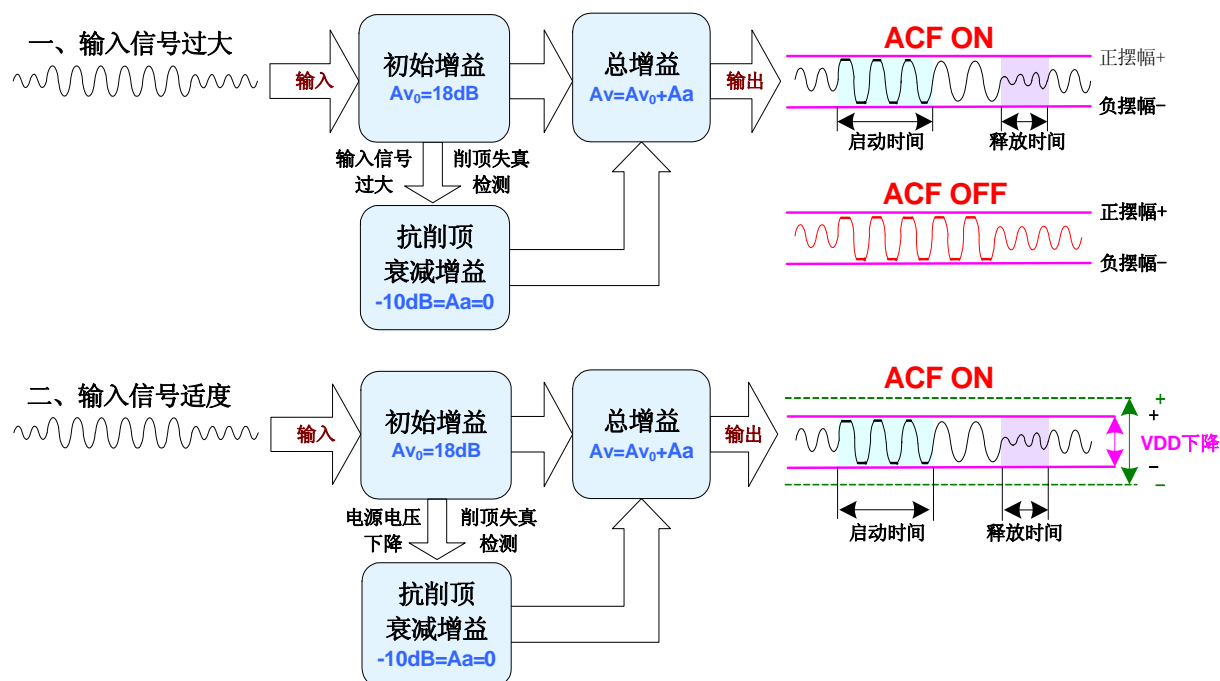 一、输入信号过大
输入
初始增益
Av₀=18dB
总增益
Av=Av₀+Aa
输出
ACF ON
正摆幅+
负摆幅−
启动时间
释放时间
输入信号
过大
削顶失真
检测
抗削顶
衰减增益
-10dB=Aa=0
ACF OFF
正摆幅+
负摆幅−
二、输入信号适度
输入
初始增益
Av₀=18dB
总增益
Av=Av₀+Aa
输出
ACF ON
+
+
VDD下降
−
−
启动时间
释放时间
电源电压
下降
削顶失真
检测
抗削顶
衰减增益
-10dB=Aa=0